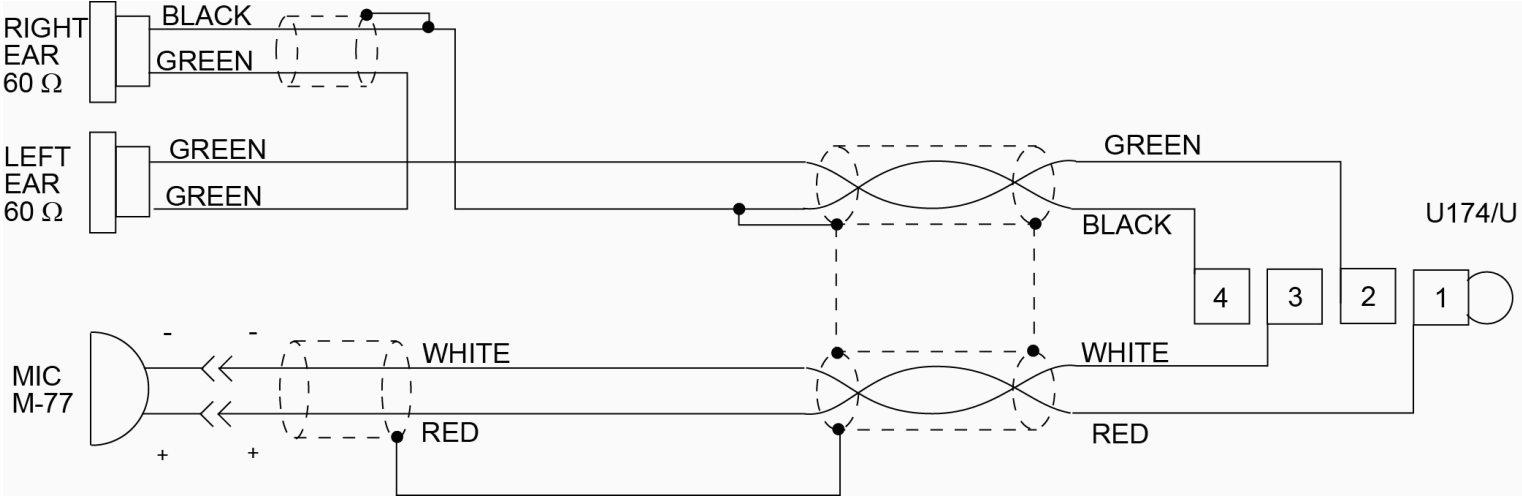 RIGHT
EAR
60 Ω
BLACK
GREEN
LEFT
EAR
60 Ω
GREEN
GREEN
GREEN
BLACK
U174/U
4 3 2 1
MIC
M-77
- -
+ +
WHITE
RED
WHITE
RED